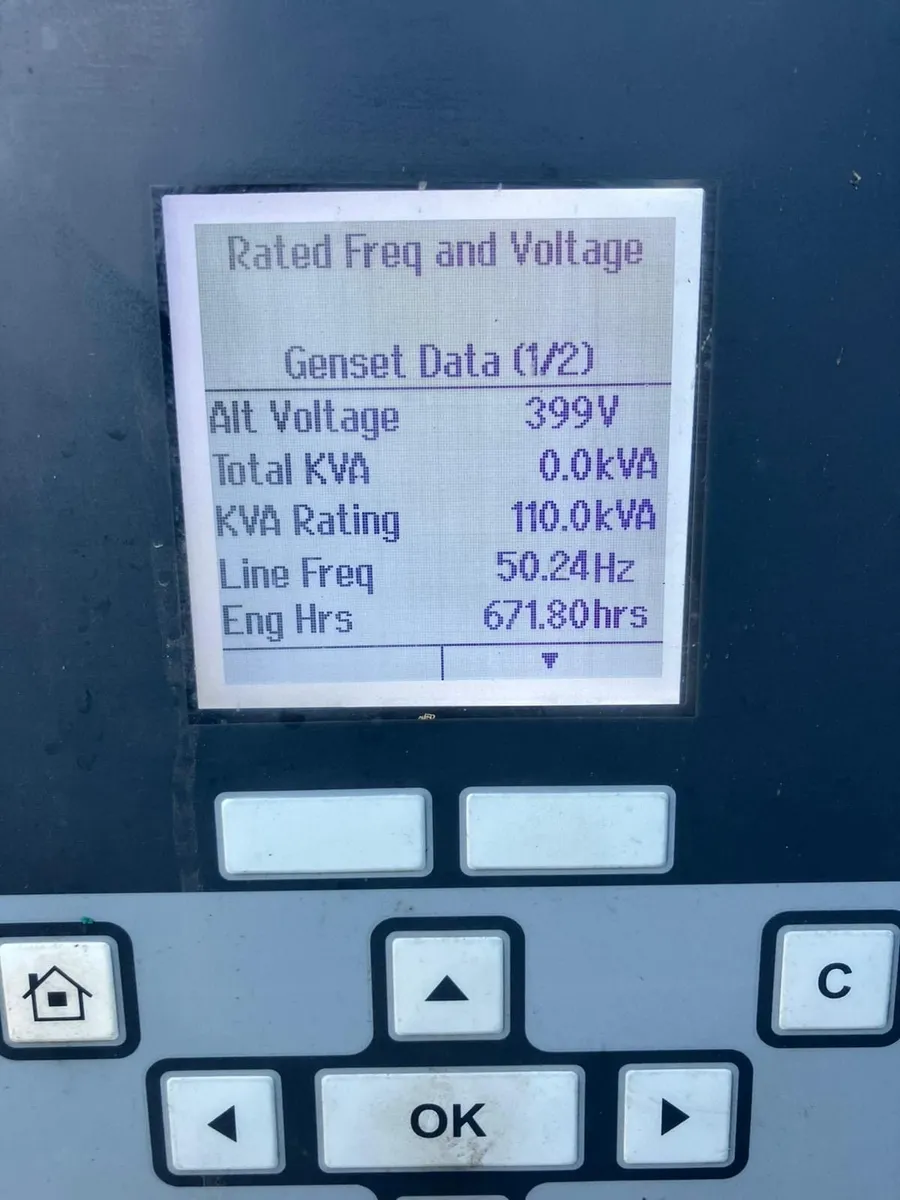 Rated Freq and Voltage
Genset Data (1/2)
Alt Voltage 399V
Total KVA 0.0kVA
KVA Rating 110.0kVA
Line Freq 50.24Hz
Eng Hrs 671.80hrs
C
OK